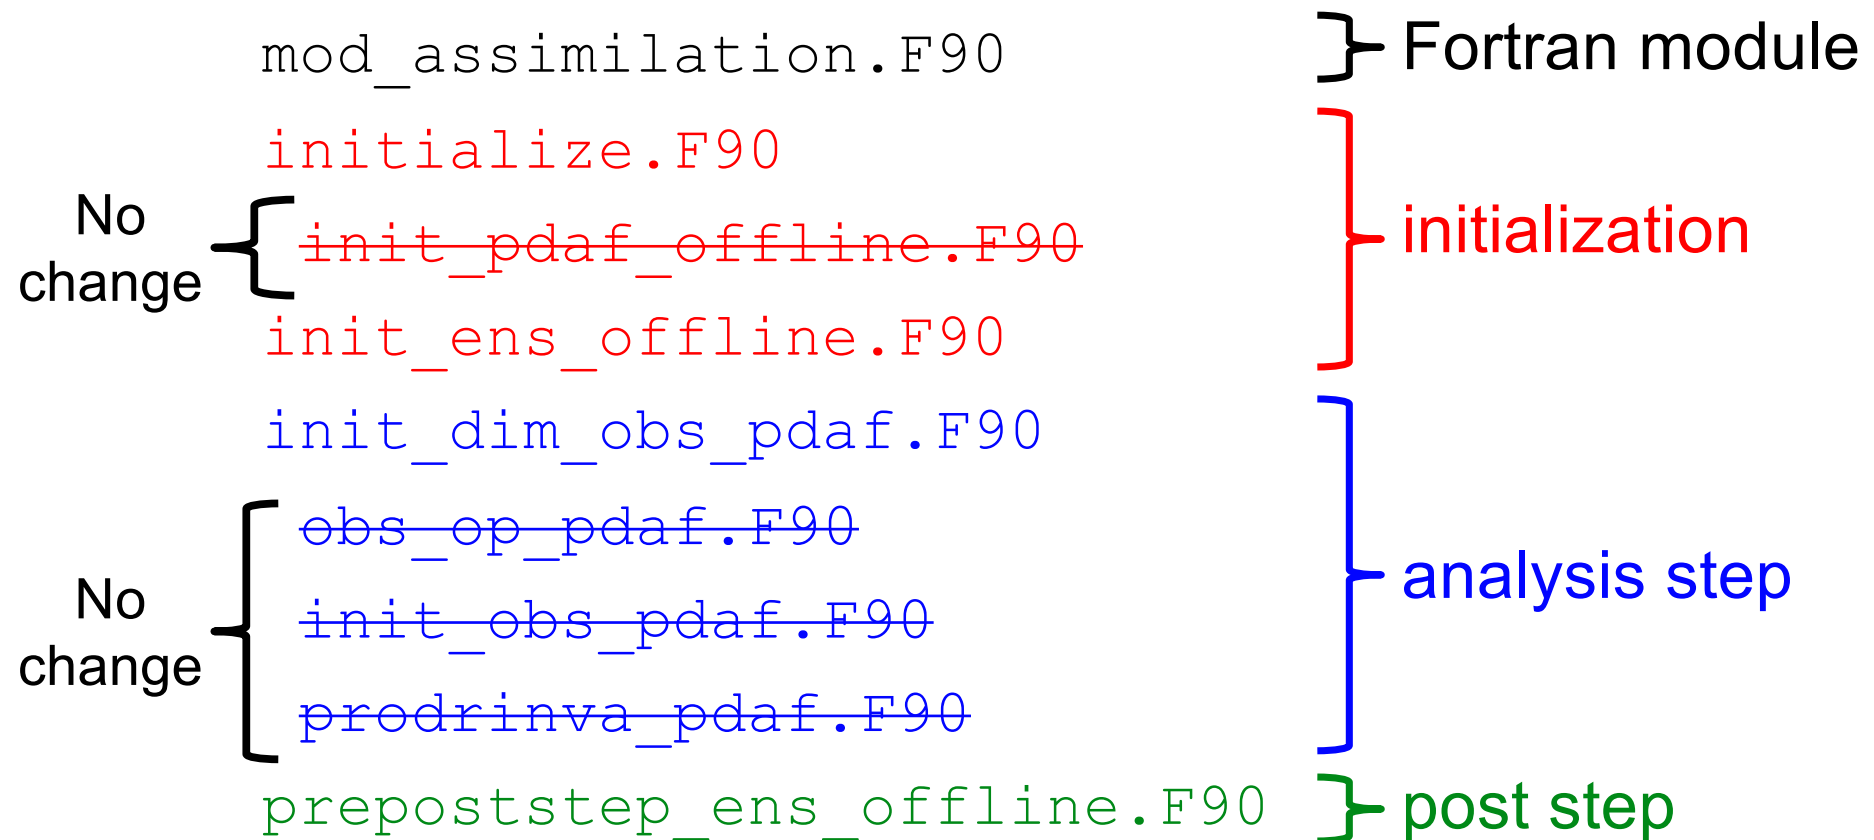 mod_assimilation.F90
Fortran module
initialize.F90
No
change
init_pdaf_offline.F90
initialization
init_ens_offline.F90
init_dim_obs_pdaf.F90
obs_op_pdaf.F90
No
change
init_obs_pdaf.F90
analysis step
prodrinva_pdaf.F90
prepoststep_ens_offline.F90
post step